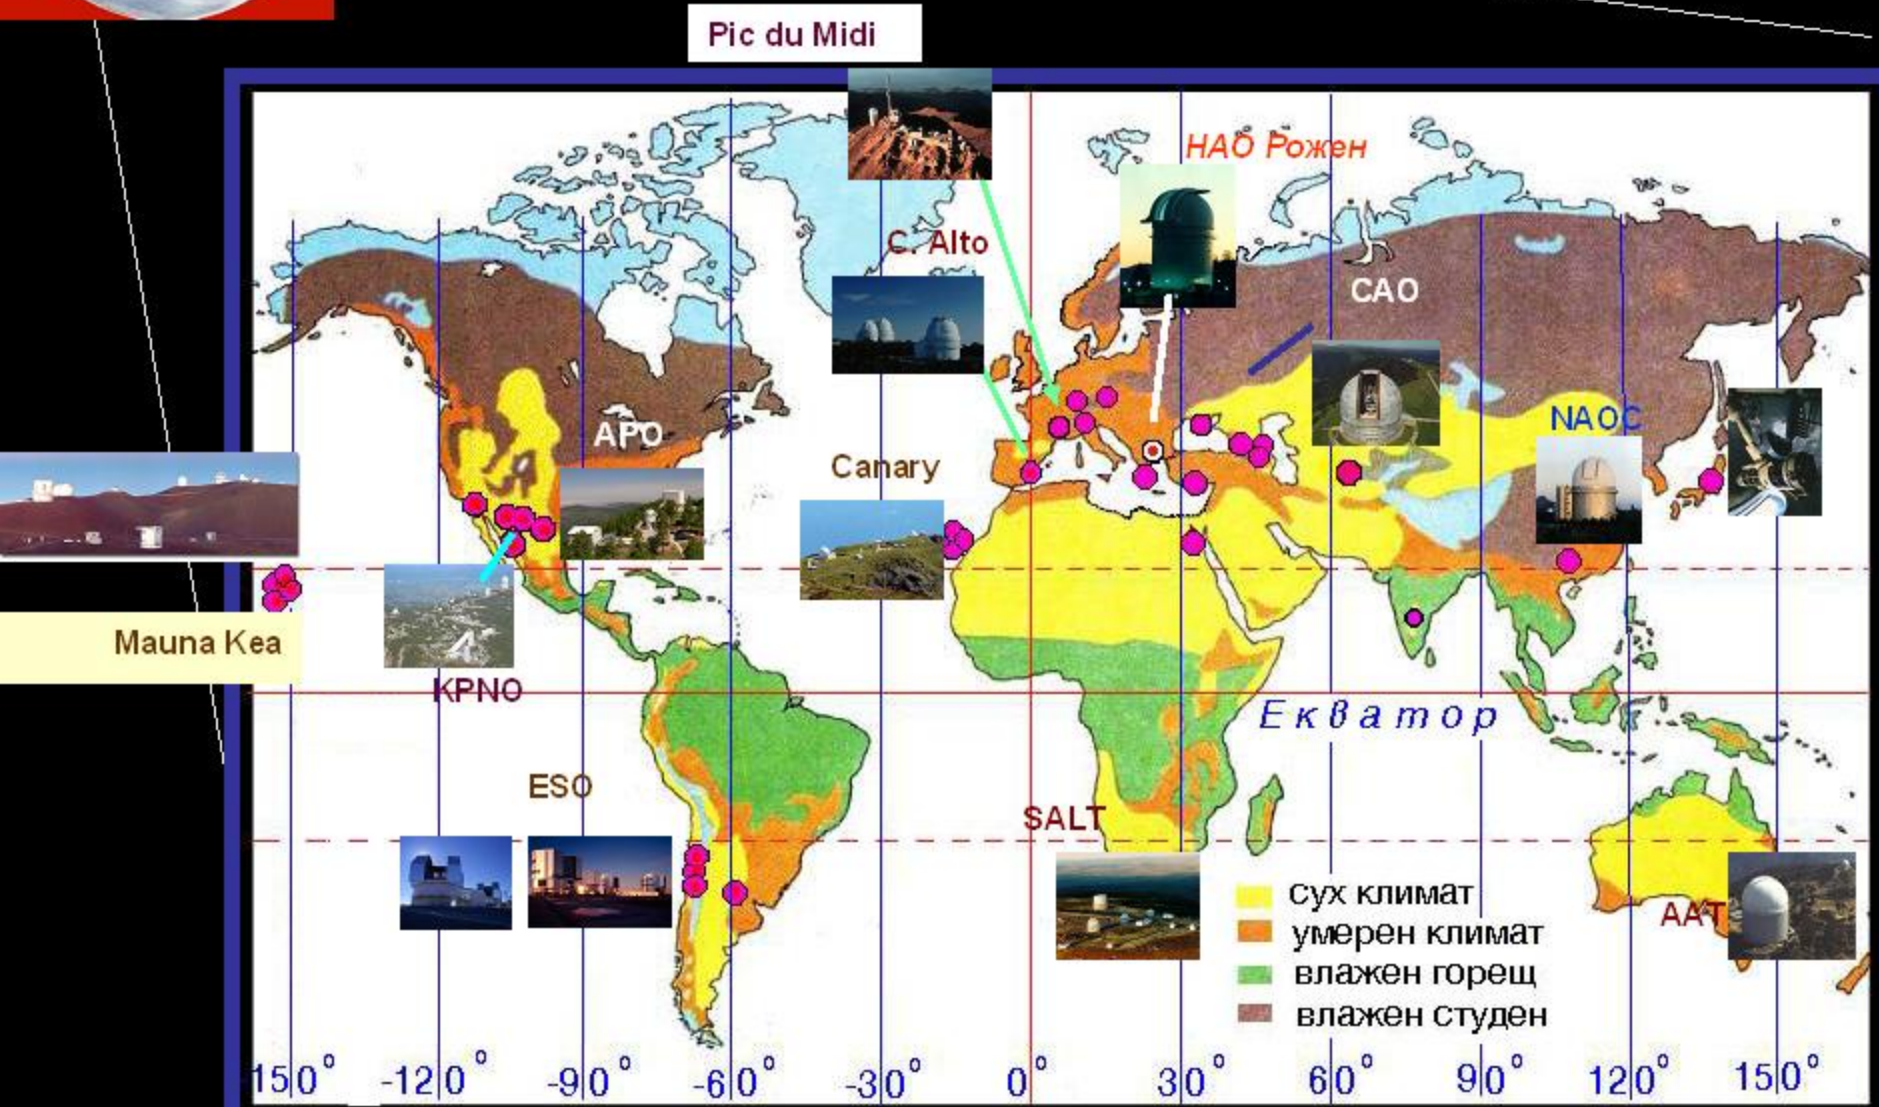 Pic du Midi
НАО Рожен
C. Alto
САО
APO
NAOC
Canary
Mauna Kea
KPNO
Екватор
ESO
SALT
сух климат
умерен климат
влажен горещ
влажен студен
AAT
150° -120° -90° -60° -30° 0° 30° 60° 90° 120° 150°